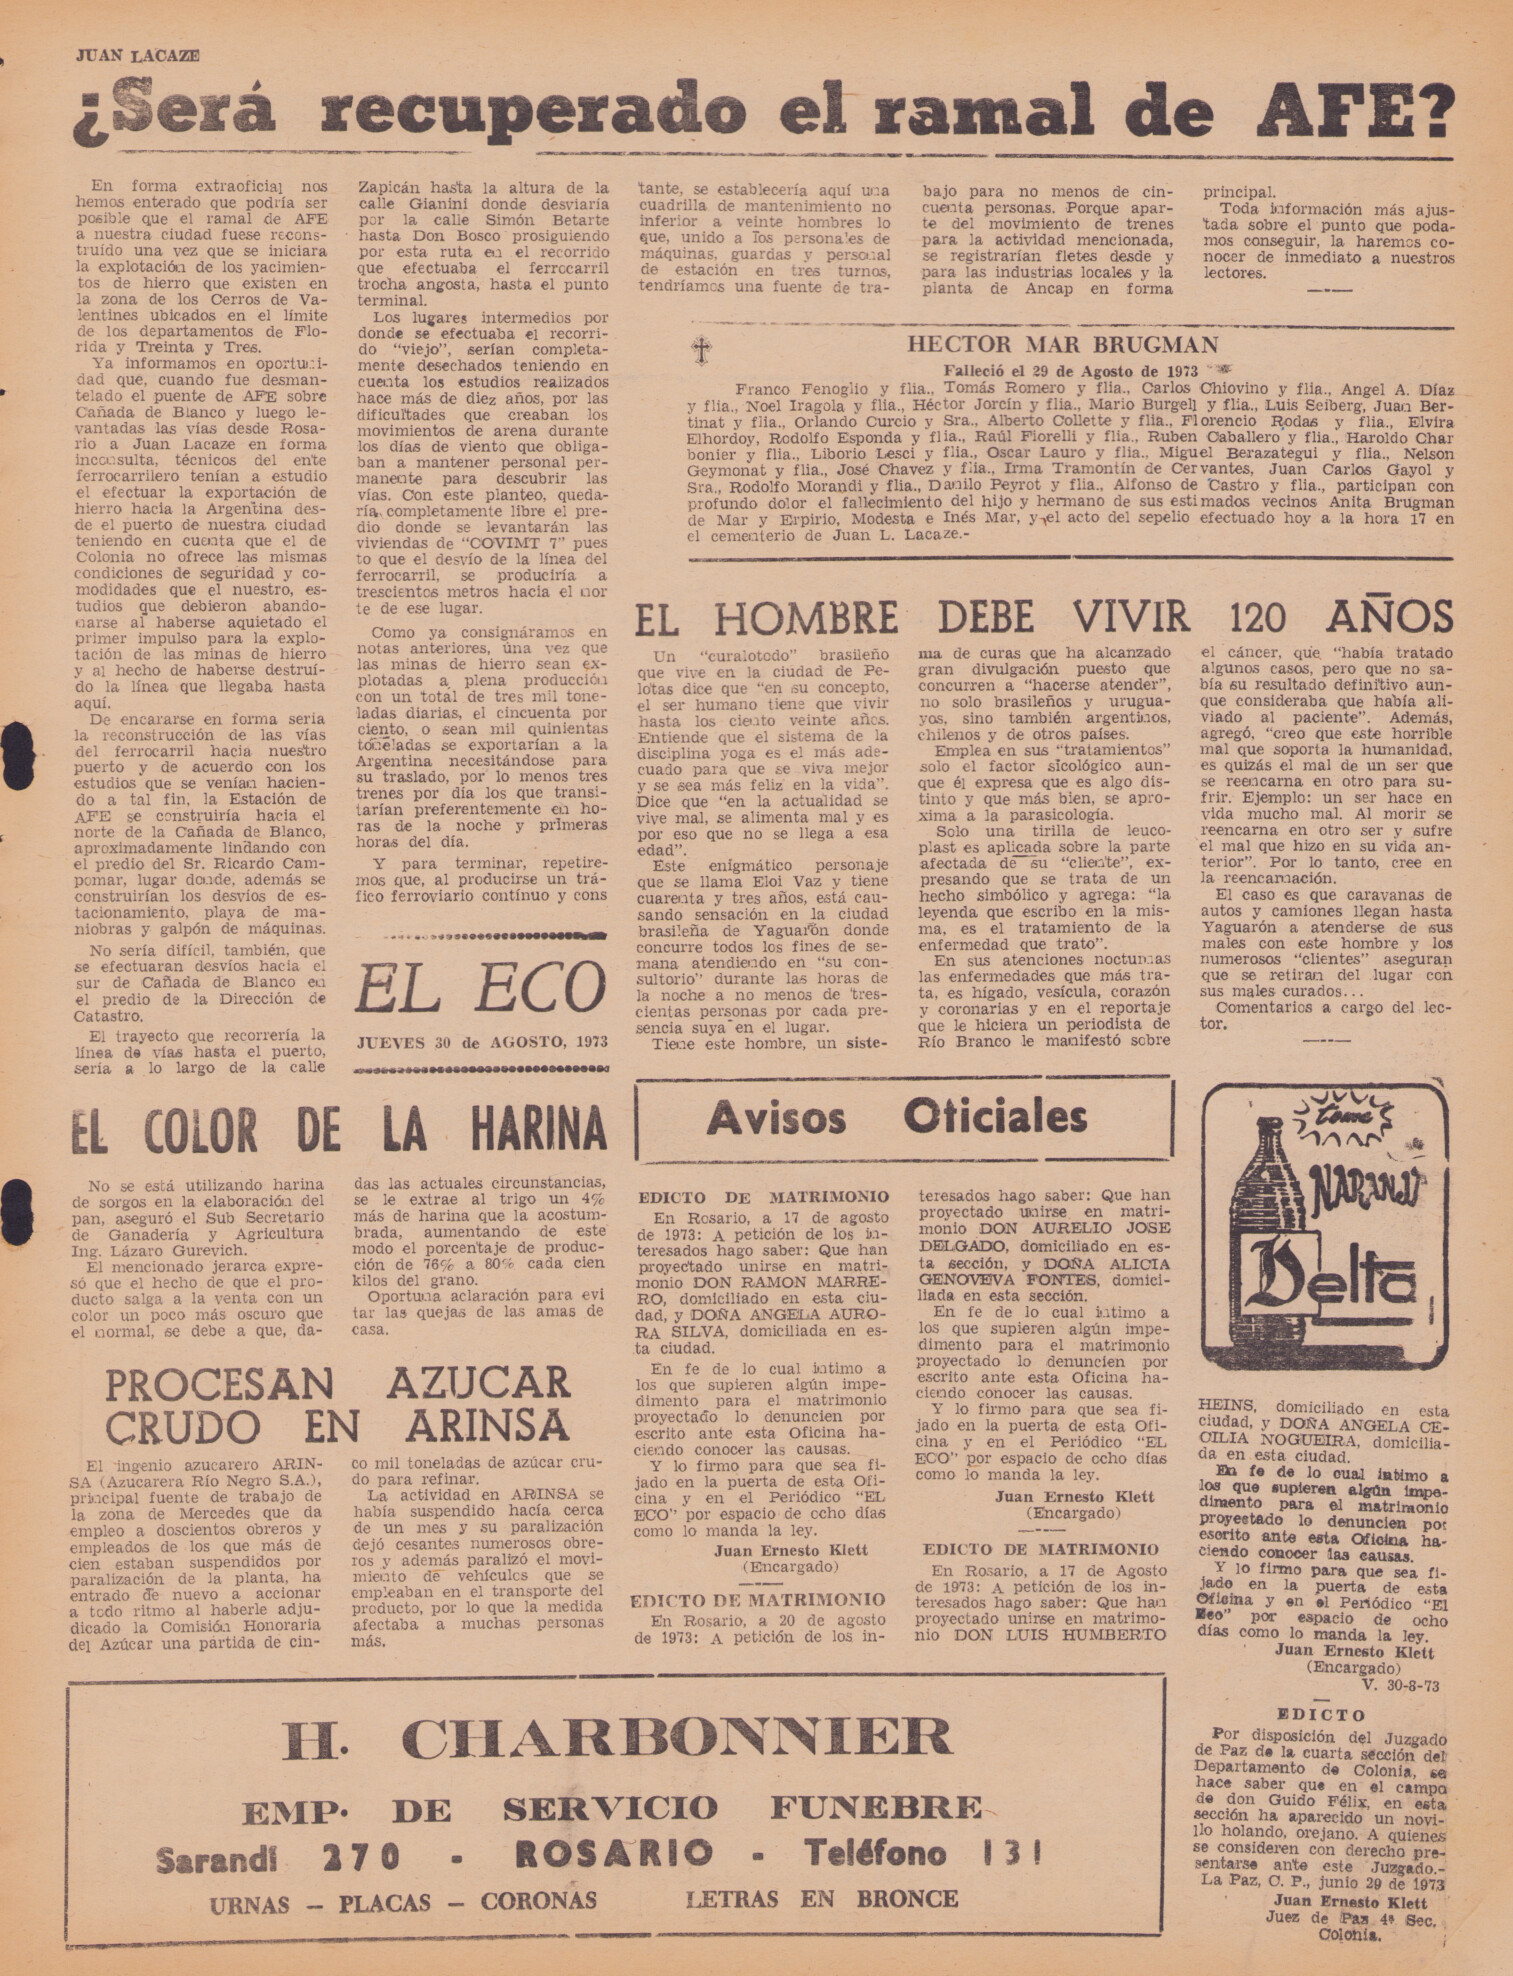 JUAN LACAZE
¿Será recuperado el ramal de AFE?
En forma extraoficial nos
hemos enterado que podría ser
posible que el ramal de AFE
a nuestra ciudad fuese recons-
truído una vez que se iniciara
la explotación de los yacimien-
tos de hierro que existen en
la zona de los Cerros de Va-
lentines ubicados en el límite
de los departamentos de Flo-
rida y Treinta y Tres.
Ya informamos en oportuni-
dad que, cuando fue desman-
telado el puente de AFE sobre
Cañada de Blanco y luego le-
vantadas las vías desde Rosa-
rio a Juan Lacaze en forma
inconsulta, técnicos del ente
ferrocarrilero tenían a estudio
el efectuar la exportación de
hierro hacia la Argentina des-
de el puerto de nuestra ciudad
teniendo en cuenta que el de
Colonia no ofrece las mismas
condiciones de seguridad y co-
modidades que el nuestro, es-
tudios que debieron abando-
narse al haberse aquietado el
primer impulso para la explo-
tación de las minas de hierro
y al hecho de haberse destruí-
do la línea que llegaba hasta
aquí.
De encararse en forma seria
la reconstrucción de las vías
del ferrocarril hacia nuestro
puerto y de acuerdo con los
estudios que se venían hacien-
do a tal fin, la Estación de
AFE se construiría hacia el
norte de la Cañada de Blanco,
aproximadamente lindando con
el predio del Sr. Ricardo Cam-
pomar, lugar donde, además se
construirían los desvíos de es-
tacionamiento, playa de ma-
niobras y galpón de máquinas.
No sería difícil, también, que
se efectuaran desvíos hacia el
sur de Cañada de Blanco en
el predio de la Dirección de
Catastro.
El trayecto que recorrería la
línea de vías hasta el puerto,
sería a lo largo de la calle
Zapicán hasta la altura de la
calle Gianini donde desviaría
por la calle Simón Betarte
hasta Don Bosco prosiguiendo
por esta ruta en el recorrido
que efectuaba el ferrocarril
trocha angosta, hasta el punto
terminal.
Los lugares intermedios por
donde se efectuaba el recorri-
do "viejo", serían completa-
mente desechados teniendo en
cuenta los estudios realizados
hace más de diez años, por las
dificultades que creaban los
movimientos de arena durante
los días de viento que obliga-
ban a mantener personal per-
manente para descubrir las
vías. Con este planteo, queda-
ría completamente libre el pre-
dio donde se levantarán las
viviendas de "COVIMT 7" pues
to que el desvío de la línea del
ferrocarril, se produciría a
trescientos metros hacia el nor
te de ese lugar.
Como ya consignáramos en
notas anteriores, una vez que
las minas de hierro sean ex-
plotadas a plena producción
con un total de tres mil tone-
ladas diarias, el cincuenta por
ciento, o sean mil quinientas
toneladas se exportarían a la
Argentina necesitándose para
su traslado, por lo menos tres
trenes por día los que transi-
tarían preferentemente en ho-
ras de la noche y primeras
horas del día.
Y para terminar, repetire-
mos que, al producirse un trá-
fico ferroviario contínuo y cons
tante, se establecería aquí una
cuadrilla de mantenimiento no
inferior a veinte hombres lo
que, unido a los personales de
máquinas, guardas y personal
de estación en tres turnos,
tendríamos una fuente de tra-
bajo para no menos de cin-
cuenta personas. Porque apar-
te del movimiento de trenes
para la actividad mencionada,
se registrarían fletes desde y
para las industrias locales y la
planta de Ancap en forma
principal.
Toda información más ajus-
tada sobre el punto que poda-
mos conseguir, la haremos co-
nocer de inmediato a nuestros
lectores.
HECTOR MAR BRUGMAN
Falleció el 29 de Agosto de 1973
Franco Fenoglio y flia., Tomás Romero y flia., Carlos Chiovino y flia., Angel A. Díaz
y flia., Noel Iragola y flia., Héctor Jorcín y flia., Mario Burgell y flia., Luis Seiberg, Juan Ber-
tinat y flia., Orlando Curcio y Sra., Alberto Collette y flia., Florencio Rodas y flia., Elvira
Elhordoy, Rodolfo Esponda y flia., Raúl Fiorelli y flia., Ruben Caballero y flia., Haroldo Char
bonier y flia., Liborio Lesci y flia., Oscar Lauro y flia., Miguel Berazategui y flia., Nelson
Geymonat y flia., José Chavez y flia., Irma Tramontín de Cervantes, Juan Carlos Gayol y
Sra., Rodolfo Morandi y flia., Danilo Peyrot y flia., Alfonso de Castro y flia., participan con
profundo dolor el fallecimiento del hijo y hermano de sus estimados vecinos Anita Brugman
de Mar y Erpirio, Modesta e Inés Mar, y el acto del sepelio efectuado hoy a la hora 17 en
el cementerio de Juan L. Lacaze.-
EL HOMBRE DEBE VIVIR 120 AÑOS
Un "curalotodo" brasileño
que vive en la ciudad de Pe-
lotas dice que "en su concepto,
el ser humano tiene que vivir
hasta los ciento veinte años.
Entiende que el sistema de la
disciplina yoga es el más ade-
cuado para que se viva mejor
y se sea más feliz en la vida".
Dice que "en la actualidad se
vive mal, se alimenta mal y es
por eso que no se llega a esa
edad".
Este enigmático personaje
que se llama Eloi Vaz y tiene
cuarenta y tres años, está cau-
sando sensación en la ciudad
brasileña de Yaguarón donde
concurre todos los fines de se-
mana atendiendo en "su con-
sultorio" durante las horas de
la noche a no menos de tres-
cientas personas por cada pre-
sencia suya en el lugar.
Tiene este hombre, un siste-
ma de curas que ha alcanzado
gran divulgación puesto que
concurren a "hacerse atender",
no solo brasileños y urugua-
yos, sino también argentinos,
chilenos y de otros países.
Emplea en sus "tratamientos"
solo el factor sicológico aun-
que él expresa que es algo dis-
tinto y que más bien, se apro-
xima a la parasicología.
Solo una tirilla de leuco-
plast es aplicada sobre la parte
afectada de su "cliente", ex-
presando que se trata de un
hecho simbólico y agrega: "la
leyenda que escribo en la mis-
ma, es el tratamiento de la
enfermedad que trato".
En sus atenciones nocturnas
las enfermedades que más tra-
ta, es hígado, vesícula, corazón
y coronarias y en el reportaje
que le hiciera un periodista de
Río Branco le manifestó sobre
el cáncer, que, "había tratado
algunos casos, pero que no sa-
bía su resultado definitivo aun-
que consideraba que había ali-
viado al paciente". Además,
agregó, "creo que este horrible
mal que soporta la humanidad,
es quizás el mal de un ser que
se reencarna en otro para su-
frir. Ejemplo: un ser hace en
vida mucho mal. Al morir se
reencarna en otro ser y sufre
el mal que hizo en su vida an-
terior". Por lo tanto, cree en
la reencarnación.
El caso es que caravanas de
autos y camiones llegan hasta
Yaguarón a atenderse de sus
males con este hombre y los
numerosos "clientes" aseguran
que se retiran del lugar con
sus males curados...
Comentarios a cargo del lec-
tor.
EL ECO
JUEVES 30 de AGOSTO, 1973
EL COLOR DE LA HARINA
No se está utilizando harina
de sorgos en la elaboración del
pan, aseguró el Sub Secretario
de Ganadería y Agricultura
Ing. Lázaro Gurevich.
El mencionado jerarca expre-
só que el hecho de que el pro-
ducto salga a la venta con un
color un poco más oscuro que
el normal, se debe a que, da-
das las actuales circunstancias,
se le extrae al trigo un 4%
más de harina que la acostum-
brada, aumentando de este
modo el porcentaje de produc-
ción de 76% a 80% cada cien
kilos del grano.
Oportuna aclaración para evi
tar las quejas de las amas de
casa.
PROCESAN AZUCAR
CRUDO EN ARINSA
El ingenio azucarero ARIN-
SA (Azucarera Río Negro S.A.),
principal fuente de trabajo de
la zona de Mercedes que da
empleo a doscientos obreros y
empleados de los que más de
cien estaban suspendidos por
paralización de la planta, ha
entrado de nuevo a accionar
a todo ritmo al haberle adju-
dicado la Comisión Honoraria
del Azúcar una pártida de cin-
co mil toneladas de azúcar cru-
do para refinar.
La actividad en ARINSA se
había suspendido hacía cerca
de un mes y su paralización
dejó cesantes numerosos obre-
ros y además paralizó el movi-
miento de vehículos que se
empleaban en el transporte del
producto, por lo que la medida
afectaba a muchas personas
más.
Avisos Oficiales
EDICTO DE MATRIMONIO
En Rosario, a 17 de agosto
de 1973: A petición de los in-
teresados hago saber: Que han
proyectado unirse en matri-
monio DON RAMON MARRE-
RO, domiciliado en esta ciu-
dad, y DOÑA ANGELA AURO-
RA SILVA, domiciliada en es-
ta ciudad.
En fe de lo cual intimo a
los que supieren algún impe-
dimento para el matrimonio
proyectado lo denuncien por
escrito ante esta Oficina ha-
ciendo conocer las causas.
Y lo firmo para que sea fi-
jado en la puerta de esta Ofi-
cina y en el Periódico "EL
ECO" por espacio de ocho días
como lo manda la ley.
Juan Ernesto Klett
(Encargado)
EDICTO DE MATRIMONIO
En Rosario, a 20 de agosto
de 1973: A petición de los in-
teresados hago saber: Que han
proyectado unirse en matri-
monio DON AURELIO JOSE
DELGADO, domiciliado en es-
ta sección, y DOÑA ALICIA
GENOVEVA FONTES, domici-
liada en esta sección.
En fe de lo cual intimo a
los que supieren algún impe-
dimento para el matrimonio
proyectado lo denuncien por
escrito ante esta Oficina ha-
ciendo conocer las causas.
Y lo firmo para que sea fi-
jado en la puerta de esta Ofi-
cina y en el Periódico "EL
ECO" por espacio de ocho días
como lo manda la ley.
Juan Ernesto Klett
(Encargado)
EDICTO DE MATRIMONIO
En Rosario, a 17 de Agosto
de 1973: A petición de los in-
teresados hago saber: Que han
proyectado unirse en matrimo-
nio DON LUIS HUMBERTO
tome
NARANJI
Delta
HEINS, domiciliado en esta
ciudad, y DOÑA ANGELA CE-
CILIA NOGUEIRA, domicilia-
da en esta ciudad.
En fe de lo cual intimo a
los que supieren algún impe-
dimento para el matrimonio
proyectado lo denuncien por
escrito ante esta Oficina ha-
ciendo conocer las causas.
Y lo firmo para que sea fi-
jado en la puerta de esta
Oficina y en el Periódico "El
Eco" por espacio de ocho
días como lo manda la ley.
Juan Ernesto Klett
(Encargado)
V. 30-8-73
EDICTO
Por disposición del Juzgado
de Paz de la cuarta sección del
Departamento de Colonia, se
hace saber que en el campo
de don Guido Félix, en esta
sección ha aparecido un novi-
llo holando, orejano. A quienes
se consideren con derecho pre-
sentarse ante este Juzgado.-
La Paz, C. P., junio 29 de 1973
Juan Ernesto Klett
Juez de Paz 4ª Sec.
Colonia.
H. CHARBONNIER
EMP. DE SERVICIO FUNEBRE
Sarandí 270 - ROSARIO - Teléfono 131
URNAS – PLACAS – CORONAS LETRAS EN BRONCE